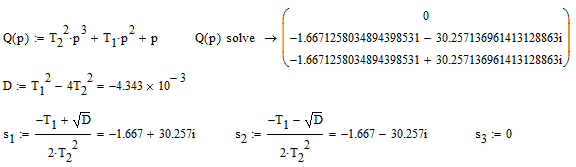 0
Q(p) := T₂²·p³ + T₁·p² + p Q(p) solve → −1.6671258034894398531 − 30.257136961413128863i
−1.6671258034894398531 + 30.257136961413128863i
D := T₁² − 4T₂² = −4.343 × 10⁻³
s₁ := (−T₁ + √D)/(2·T₂²) = −1.667 + 30.257i s₂ := (−T₁ − √D)/(2·T₂²) = −1.667 − 30.257i s₃ := 0